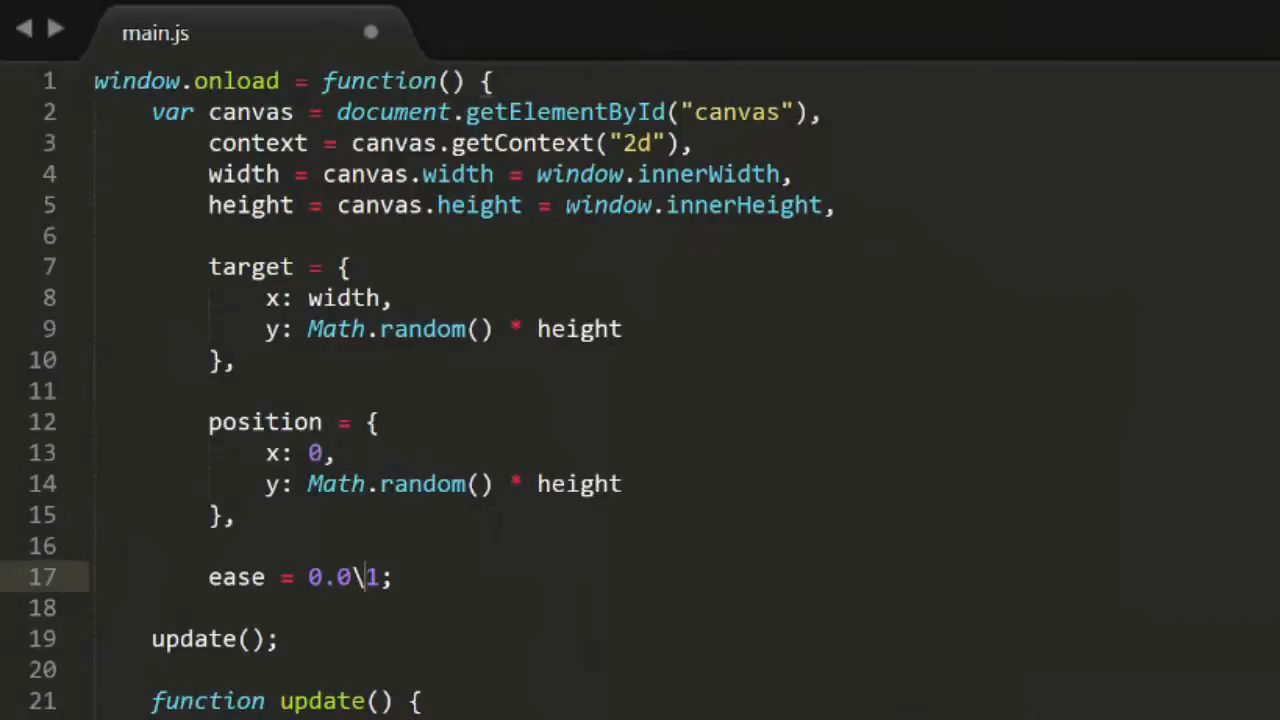 main.js
1 window.onload = function() {
2 var canvas = document.getElementById("canvas"),
3 context = canvas.getContext("2d"),
4 width = canvas.width = window.innerWidth,
5 height = canvas.height = window.innerHeight,
6
7 target = {
8 x: width,
9 y: Math.random() * height
10 },
11
12 position = {
13 x: 0,
14 y: Math.random() * height
15 },
16
17 ease = 0.0\1;
18
19 update();
20
21 function update() {